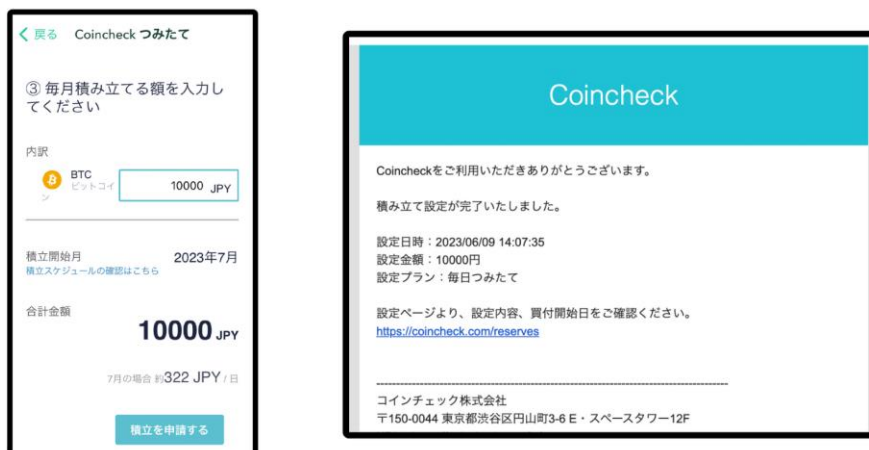 戻る Coincheck つみたて
③ 毎月積み立てる額を入力し
てください
内訳
BTC
ビットコイ
ン
10000 JPY
積立開始月 2023年7月
積立スケジュールの確認はこちら
合計金額
10000 JPY
7月の場合 約322 JPY / 日
積立を申請する
Coincheck
Coincheckをご利用いただきありがとうございます。
積み立て設定が完了いたしました。
設定日時：2023/06/09 14:07:35
設定金額：10000円
設定プラン：毎日つみたて
設定ページより、設定内容、買付開始日をご確認ください。
https://coincheck.com/reserves
--------------------------------------------------
コインチェック株式会社
〒150-0044 東京都渋谷区円山町3-6 E・スペースタワー12F